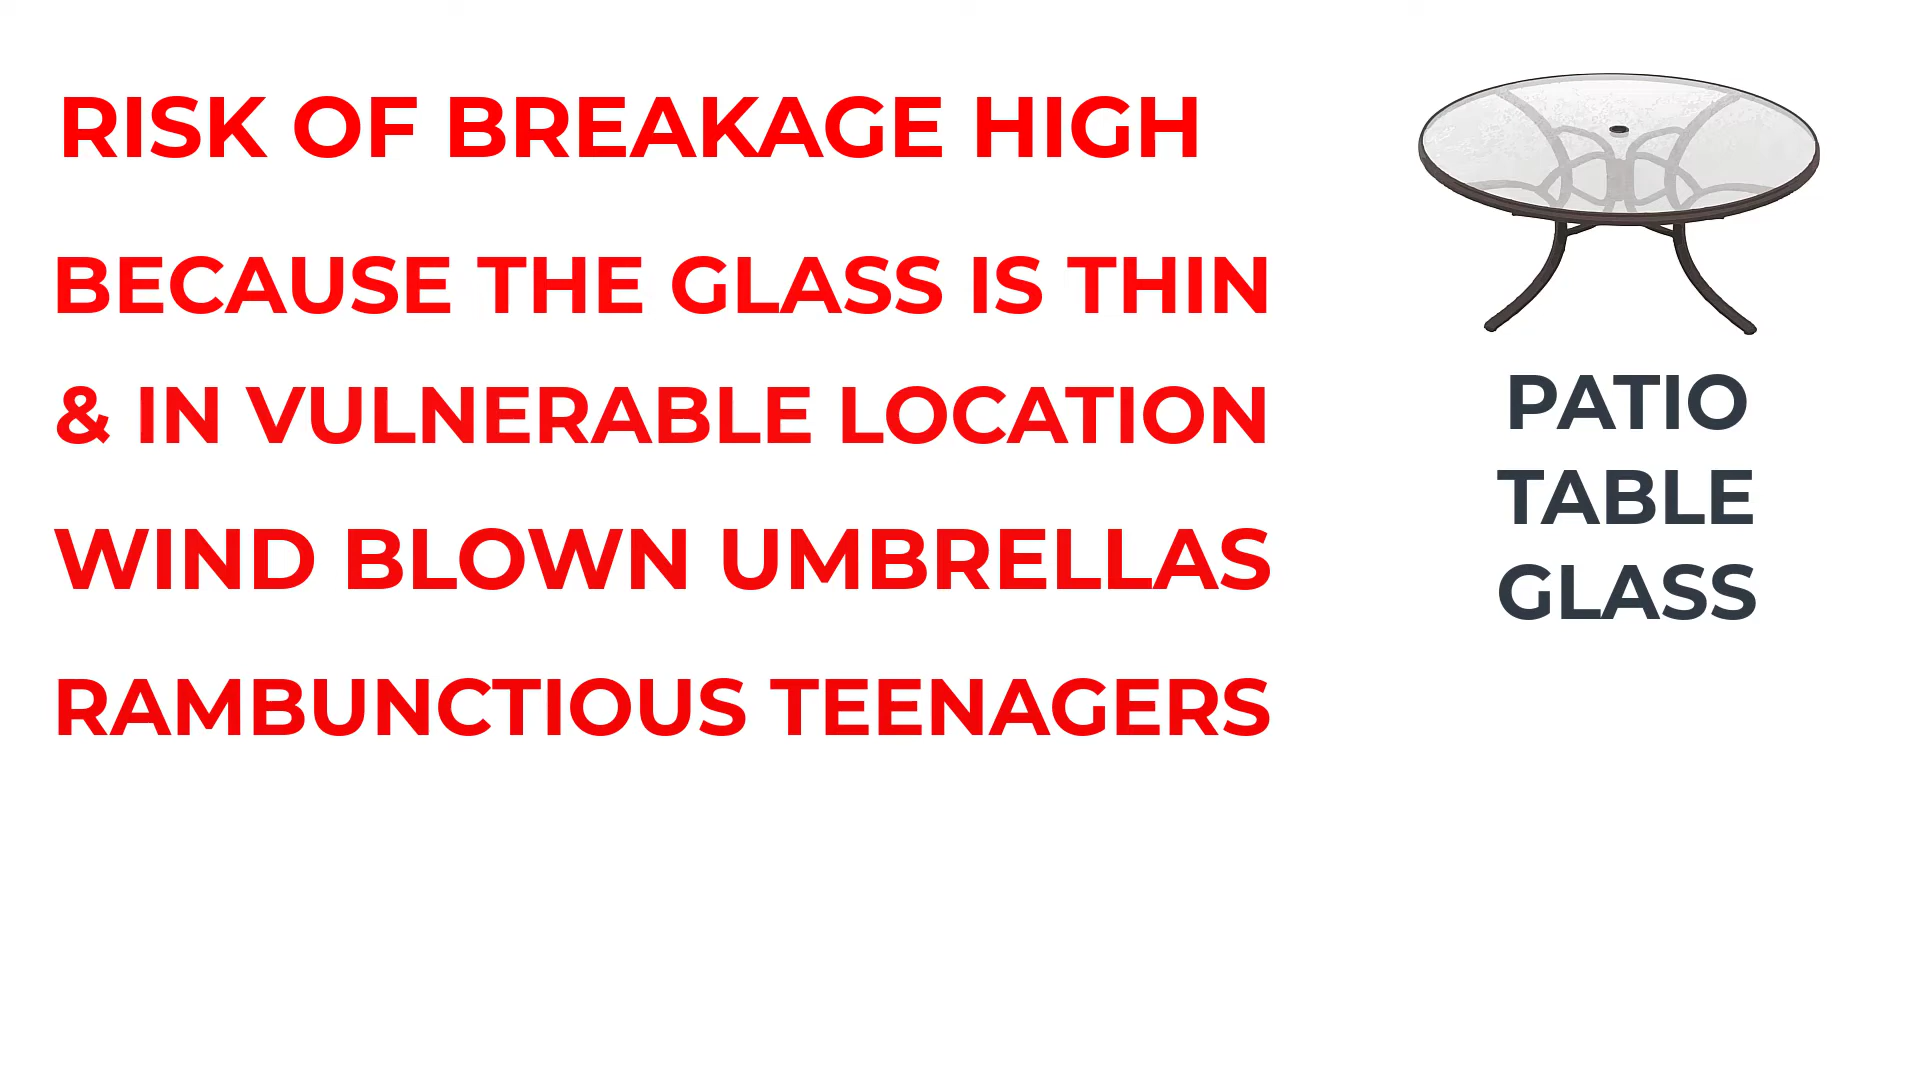 RISK OF BREAKAGE HIGH
BECAUSE THE GLASS IS THIN
& IN VULNERABLE LOCATION
WIND BLOWN UMBRELLAS
RAMBUNCTIOUS TEENAGERS
PATIO
TABLE
GLASS